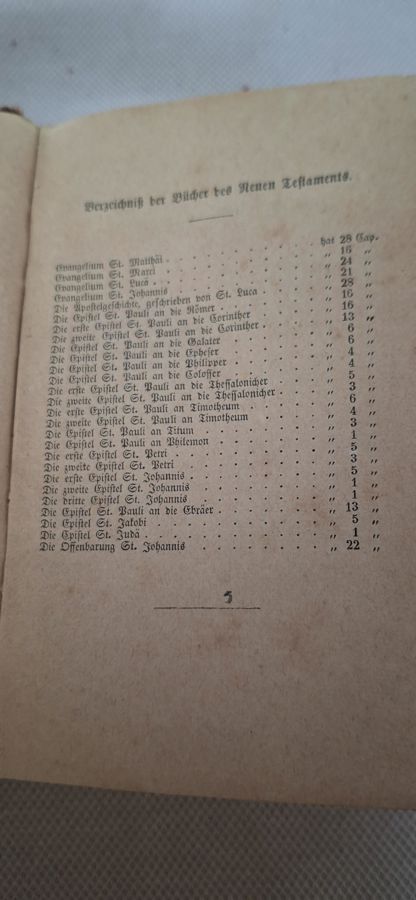 Verzeichniß der Bücher des Neuen Testaments.
Evangelium St. Matthäi . . . . . . . . . . hat 28 Cap.
Evangelium St. Marci . . . . . . . . . . „ 16 „
Evangelium St. Luca . . . . . . . . . . „ 24 „
Evangelium St. Johannis . . . . . . . . . . „ 21 „
Die Apostelgeschichte, geschrieben von St. Luca . . . . „ 28 „
Die Epistel St. Pauli an die Römer . . . . . . . „ 16 „
Die erste Epistel St. Pauli an die Corinther . . . . . „ 16 „
Die zweite Epistel St. Pauli an die Corinther . . . . . „ 13 „
Die Epistel St. Pauli an die Galater . . . . . . „ 6 „
Die Epistel St. Pauli an die Epheser . . . . . . „ 6 „
Die Epistel St. Pauli an die Philipper . . . . . . „ 4 „
Die Epistel St. Pauli an die Colosser . . . . . . „ 4 „
Die erste Epistel St. Pauli an die Thessalonicher . . . . „ 5 „
Die zweite Epistel St. Pauli an die Thessalonicher . . . . „ 3 „
Die erste Epistel St. Pauli an Timotheum . . . . . „ 6 „
Die zweite Epistel St. Pauli an Timotheum . . . . . „ 4 „
Die Epistel St. Pauli an Titum . . . . . . . . „ 3 „
Die Epistel St. Pauli an Philemon . . . . . . . „ 1 „
Die erste Epistel St. Petri . . . . . . . . . „ 5 „
Die zweite Epistel St. Petri . . . . . . . . . „ 3 „
Die erste Epistel St. Johannis . . . . . . . . „ 5 „
Die zweite Epistel St. Johannis . . . . . . . . „ 1 „
Die dritte Epistel St. Johannis . . . . . . . . „ 1 „
Die Epistel St. Pauli an die Ebräer . . . . . . . „ 13 „
Die Epistel St. Jakobi . . . . . . . . . . „ 5 „
Die Epistel St. Judä . . . . . . . . . . „ 1 „
Die Offenbarung St. Johannis . . . . . . . . „ 22 „
5